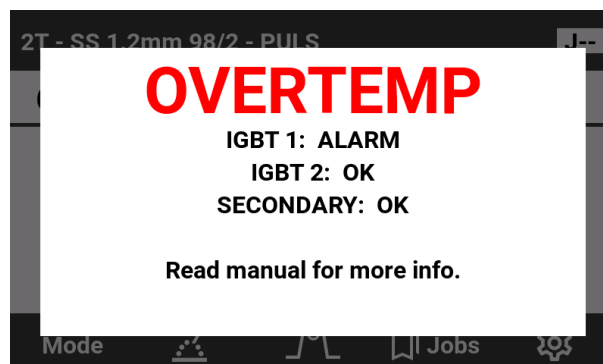 2T - SS 1.2mm 98/2 - PULS J--
OVERTEMP
IGBT 1: ALARM
IGBT 2: OK
SECONDARY: OK
Read manual for more info.
Mode Jobs